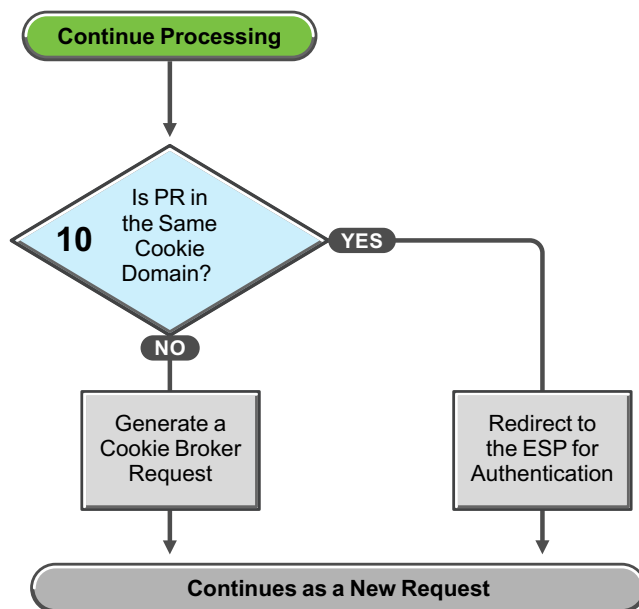 Continue Processing
10
Is PR in
the Same
Cookie
Domain?
YES
NO
Generate a
Cookie Broker
Request
Redirect to
the ESP for
Authentication
Continues as a New Request